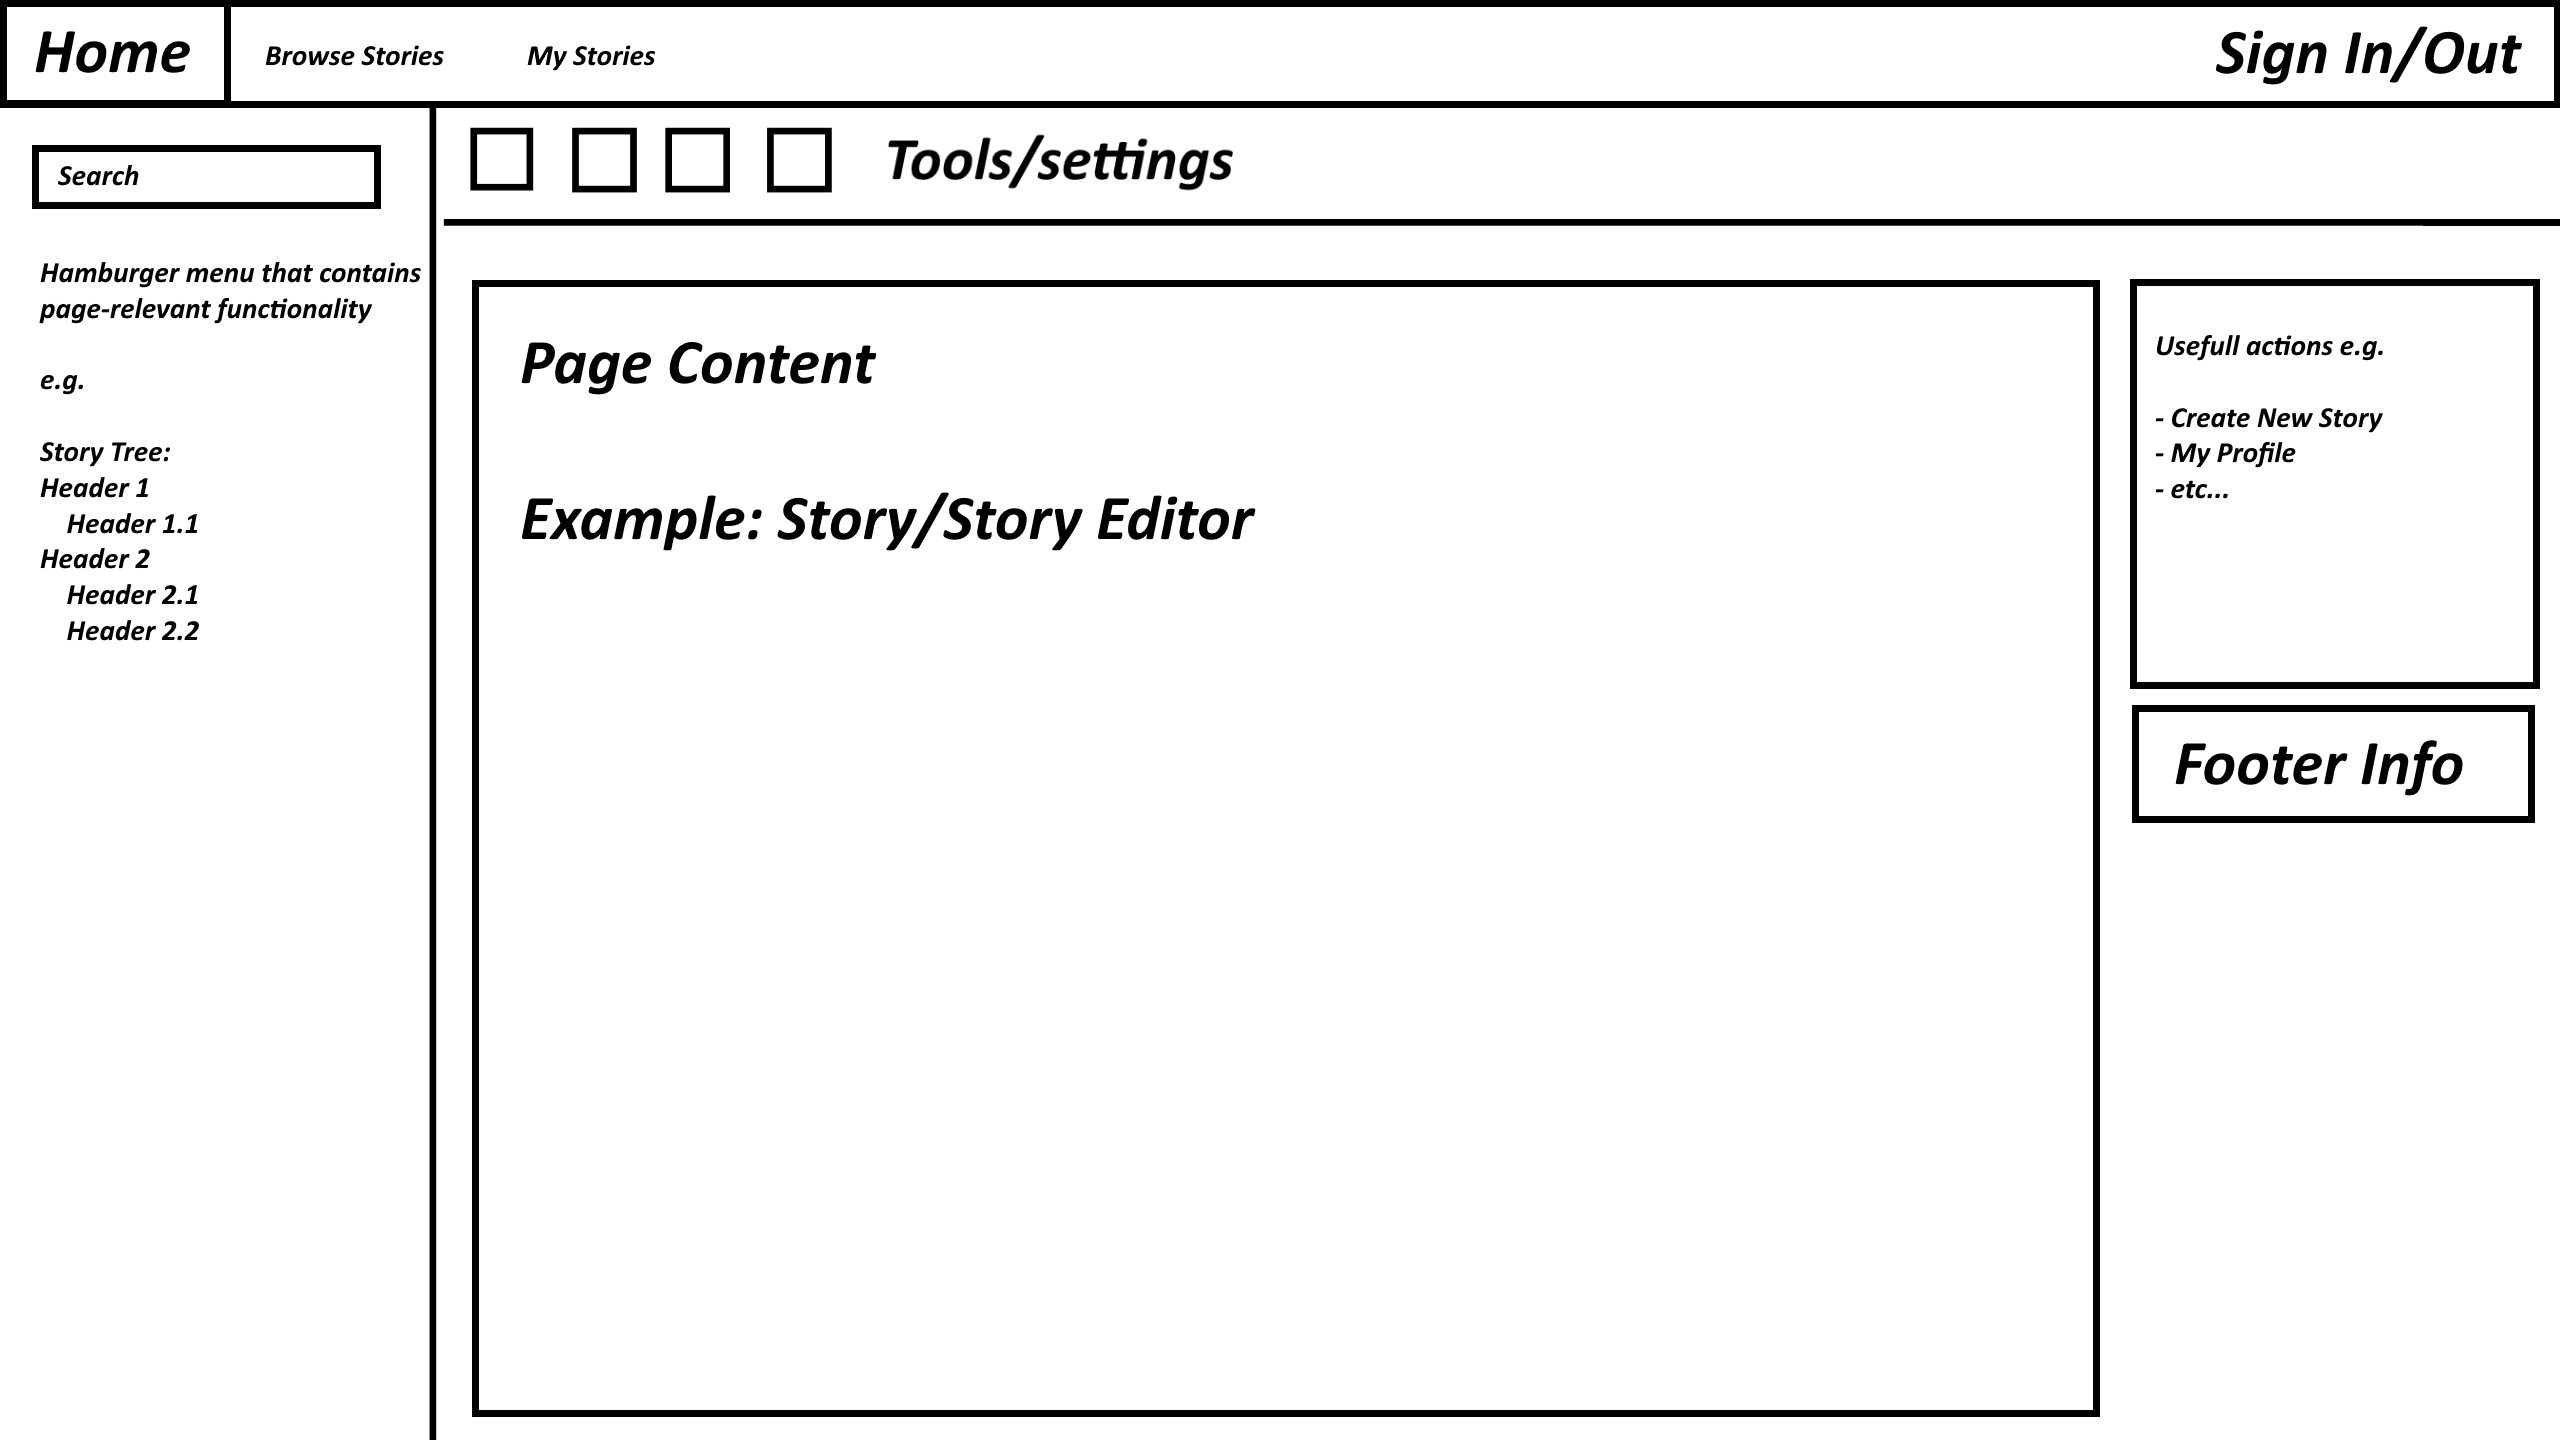 Home
Browse Stories
My Stories
Sign In/Out
Search
Tools/settings
Hamburger menu that contains
page-relevant functionality
e.g.
Story Tree:
Header 1
Header 1.1
Header 2
Header 2.1
Header 2.2
Page Content
Example: Story/Story Editor
Usefull actions e.g.
- Create New Story
- My Profile
- etc...
Footer Info